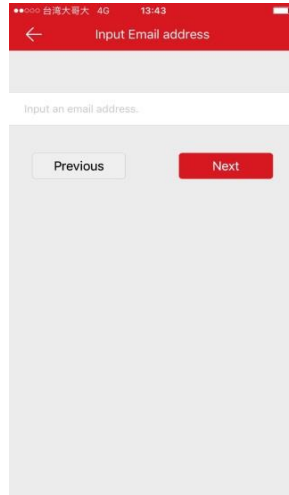 台湾大哥大 4G 13:43
Input Email address
Input an email address.
Previous Next